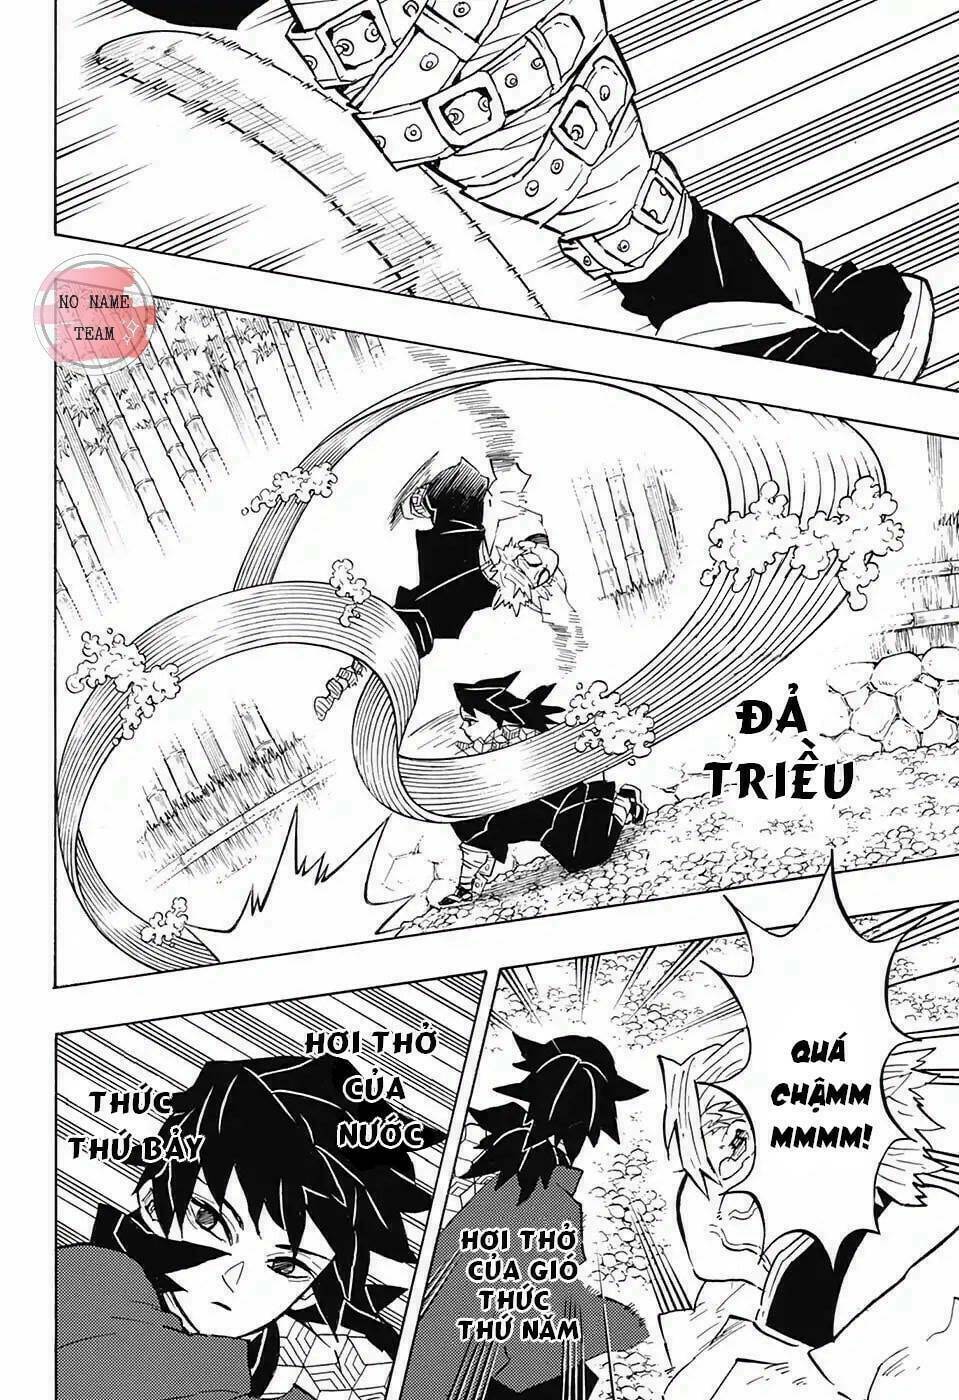 NO NAME
TEAM
ĐẢ
TRIỀU
QUÁ
CHẬMM
MMMM!
HƠI THỞ
CỦA GIÓ
THỨC
THỨ NĂM
HƠI THỞ
CỦA
NƯỚC
THỨC
THỨ BẢY